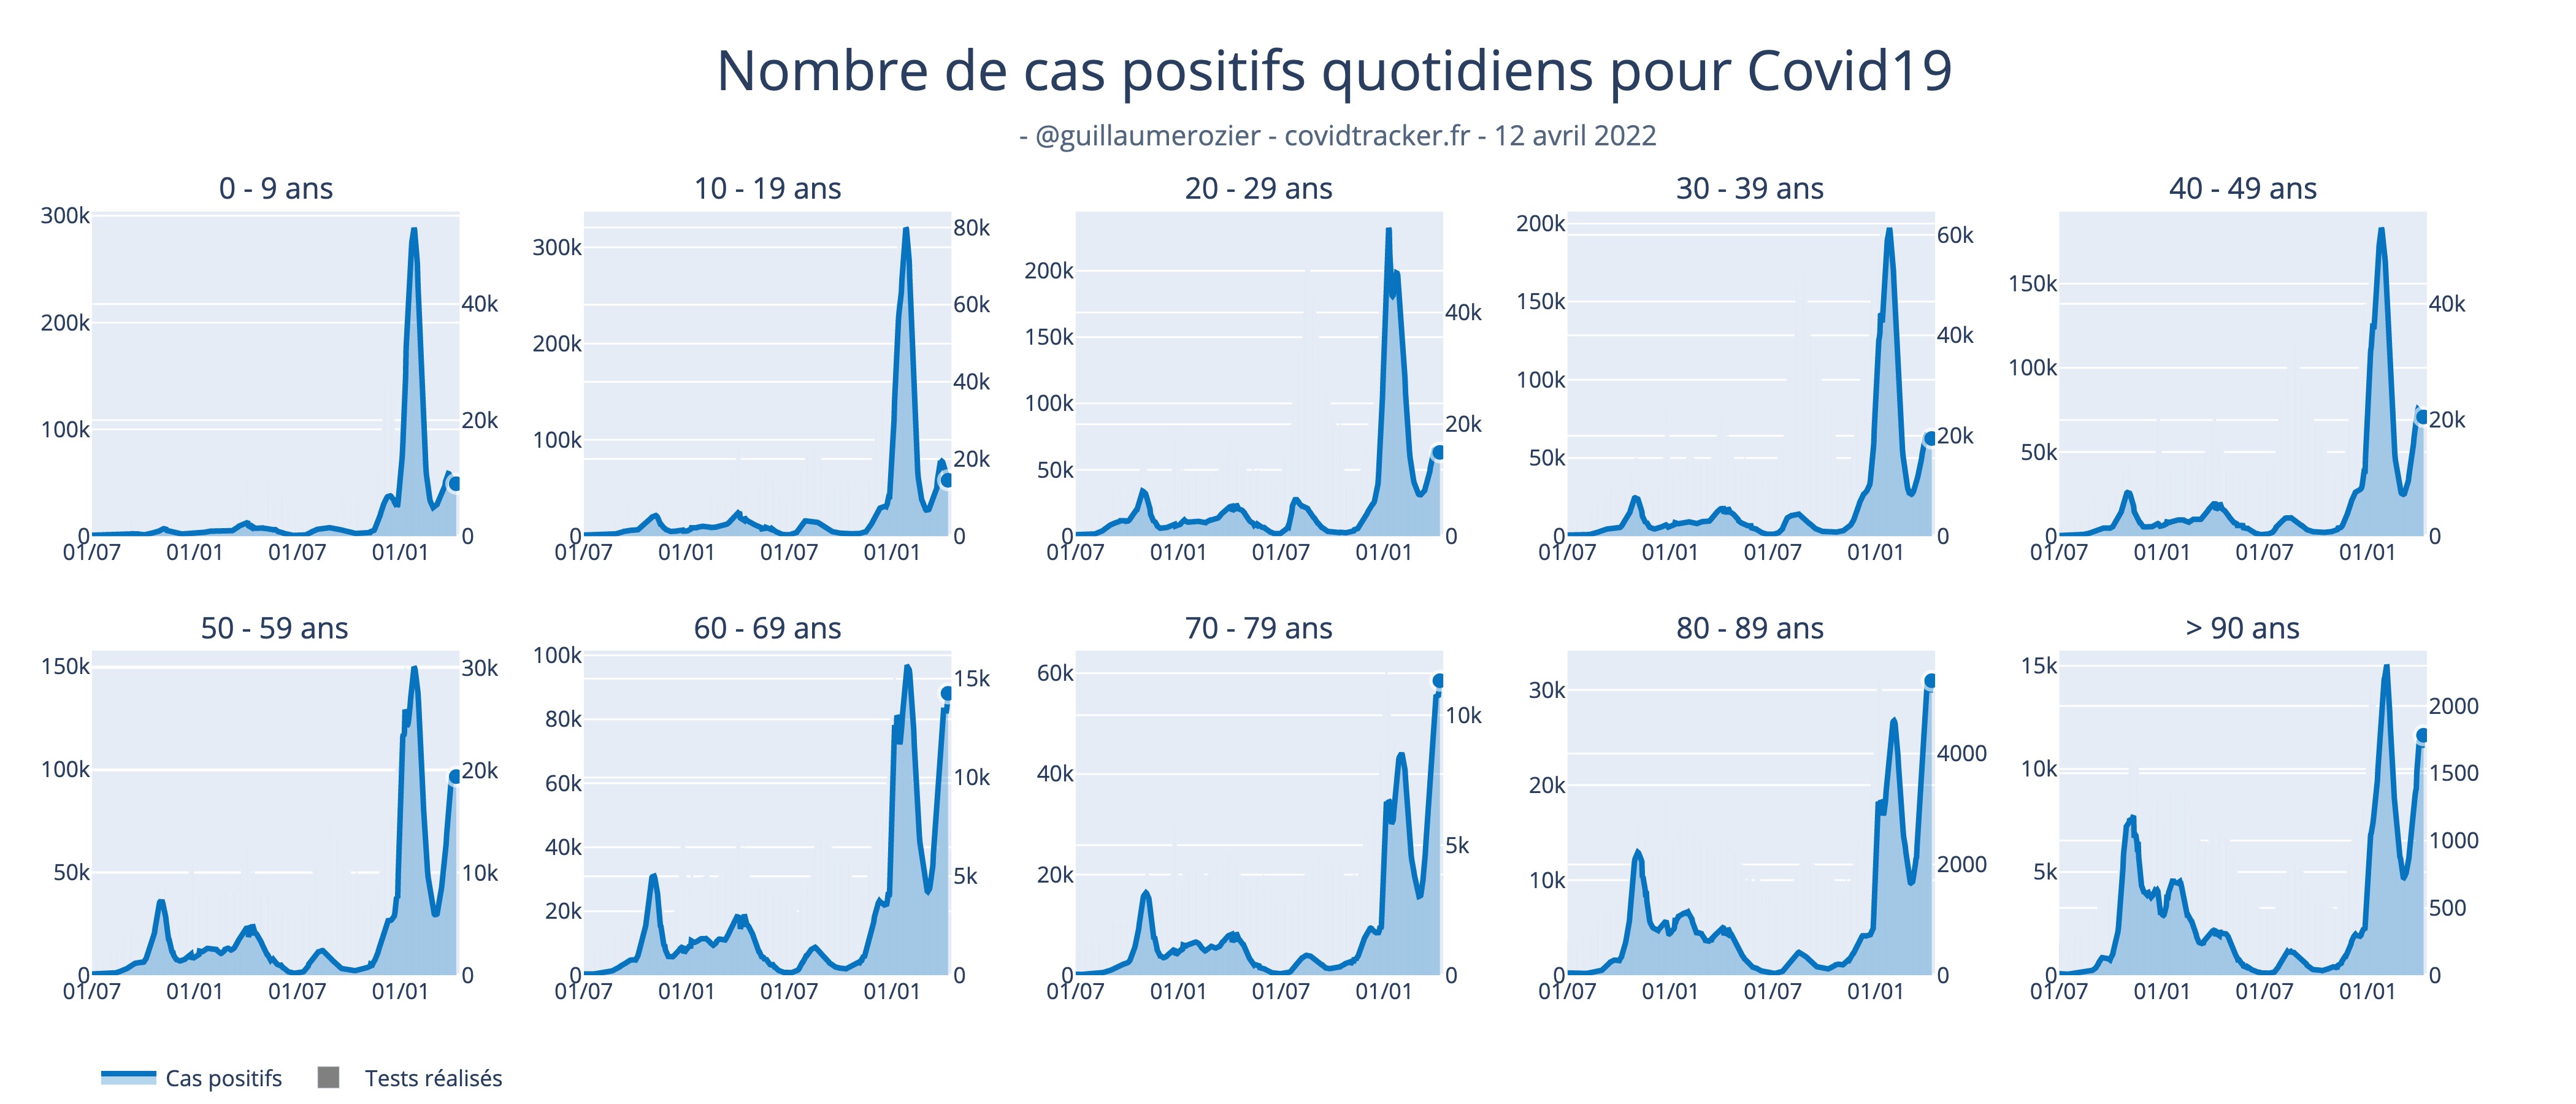 Nombre de cas positifs quotidiens pour Covid19
- @guillaumerozier - covidtracker.fr - 12 avril 2022
0 - 9 ans
300k
200k
100k
0
40k
20k
0
01/07 01/01 01/07 01/01
10 - 19 ans
300k
200k
100k
0
80k
60k
40k
20k
0
01/07 01/01 01/07 01/01
20 - 29 ans
200k
150k
100k
50k
0
40k
20k
0
01/07 01/01 01/07 01/01
30 - 39 ans
200k
150k
100k
50k
0
60k
40k
20k
0
01/07 01/01 01/07 01/01
40 - 49 ans
150k
100k
50k
0
40k
20k
0
01/07 01/01 01/07 01/01
50 - 59 ans
150k
100k
50k
0
30k
20k
10k
0
01/07 01/01 01/07 01/01
60 - 69 ans
100k
80k
60k
40k
20k
0
15k
10k
5k
0
01/07 01/01 01/07 01/01
70 - 79 ans
60k
40k
20k
0
10k
5k
0
01/07 01/01 01/07 01/01
80 - 89 ans
30k
20k
10k
0
4000
2000
0
01/07 01/01 01/07 01/01
> 90 ans
15k
10k
5k
0
2000
1500
1000
500
0
01/07 01/01 01/07 01/01
Cas positifs Tests réalisés